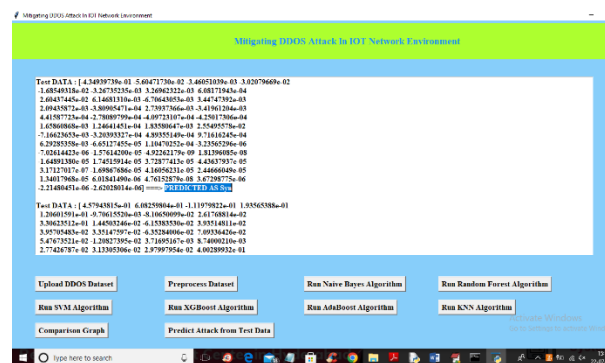 Mitigating DDOS Attack In IOT Network Environment
Mitigating DDOS Attack In IOT Network Environment
Test DATA : [ 4.34939739e-01 -5.60471730e-02 -3.46051039e-03 -3.02079669e-02
-1.68549318e-02 -3.26735235e-03 3.26962322e-03 6.08171943e-04
2.60437445e-02 6.14681310e-03 -6.70643053e-03 3.44747392e-03
2.09435872e-03 -3.80905471e-04 2.73937366e-03 -3.41961204e-03
4.41587723e-04 -2.78089799e-04 -4.09723107e-04 -4.25017306e-04
1.65860868e-03 1.24641451e-04 1.83580647e-03 2.55495578e-02
-7.16623653e-03 -3.20393327e-04 4.89355149e-04 9.71616245e-04
6.29285358e-03 -6.65127455e-05 1.10470252e-04 -3.23565296e-06
-7.02614423e-06 -1.57614200e-05 -4.92262179e-09 1.81396085e-08
1.64891380e-05 1.74515914e-05 3.72877413e-05 4.43637937e-05
3.17127017e-07 -1.69867686e-05 4.16056231e-05 2.44666049e-05
1.34017968e-05 6.01841490e-06 4.76152879e-08 3.67298775e-06
-2.21480451e-06 -2.62028014e-06] ===> PREDICTED AS Syn
Test DATA : [ 4.57943815e-01 6.08259804e-01 -1.11979822e-01 1.93565388e-01
1.20601591e-01 -9.70615520e-03 -8.10650099e-02 2.61768814e-02
3.30623512e-01 1.44503246e-02 -6.15383530e-02 3.93514811e-02
3.95705483e-02 3.35147597e-02 -6.35284006e-02 7.09336426e-02
5.47673521e-02 -1.20827395e-02 3.71695167e-03 8.74000210e-03
2.77426787e-02 3.13305306e-02 2.97997954e-02 4.00289932e-01
Upload DDOS Dataset
Preprocess Dataset
Run Naive Bayes Algorithm
Run Random Forest Algorithm
Run SVM Algorithm
Run XGBoost Algorithm
Run AdaBoost Algorithm
Run KNN Algorithm
Activate Windows
Comparison Graph
Predict Attack from Test Data
Type here to search